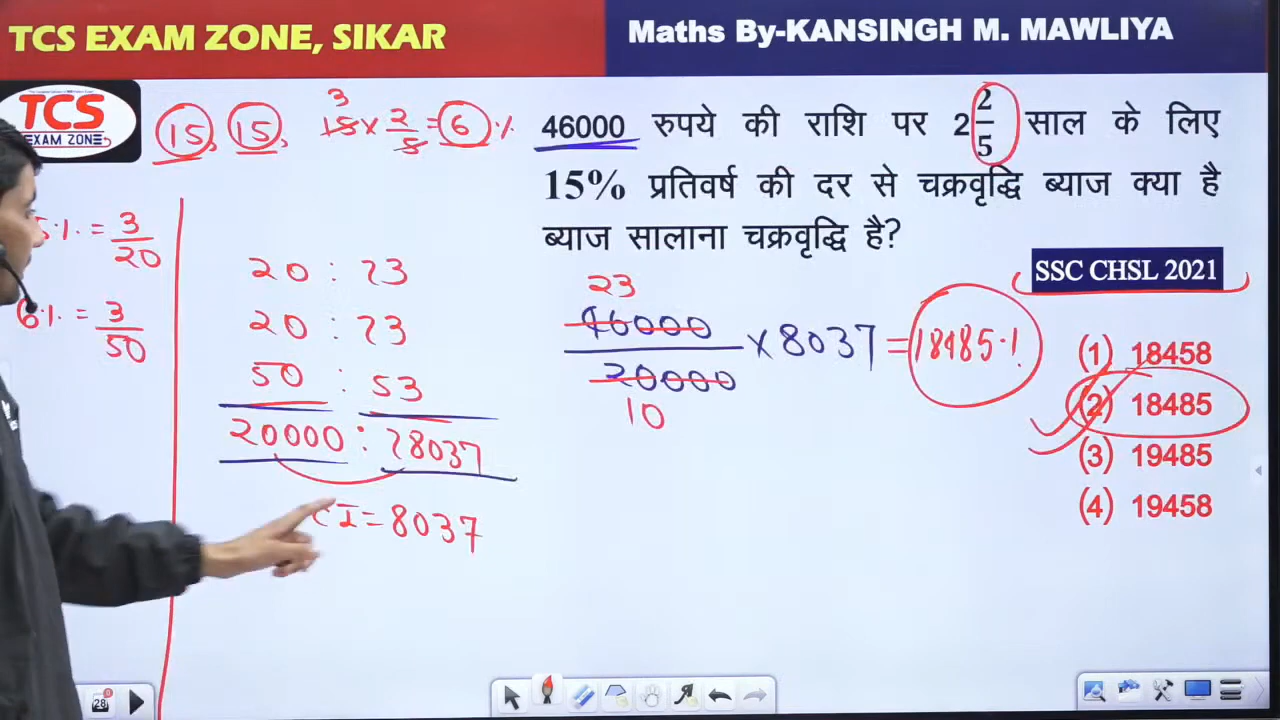 TCS EXAM ZONE, SIKAR
Maths By-KANSINGH M. MAWLIYA
TCS
EXAM ZONE
15, 15, 3 15 × 2/5 = 6 %
5% = 3/20
6% = 3/50
46000 रुपये की राशि पर 2 2/5 साल के लिए
15% प्रतिवर्ष की दर से चक्रवृद्धि ब्याज क्या है
ब्याज सालाना चक्रवृद्धि है?
SSC CHSL 2021
20 : 23
20 : 23
50 : 53
20000 : 28037
CI = 8037
23
46000/20000 × 8037 = 18485.1
10
(1) 18458
(2) 18485
(3) 19485
(4) 19458
28